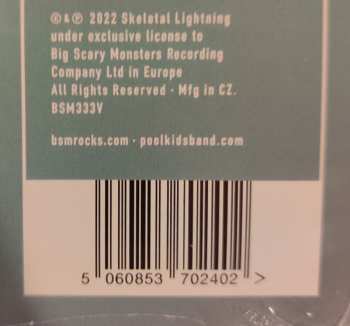 ©&℗ 2022 Skeletal Lightning
under exclusive license to
Big Scary Monsters Recording
Company Ltd in Europe
All Rights Reserved · Mfg in CZ.
BSM333V
bsmrocks.com · poolkidsband.com
5 060853 702402 >